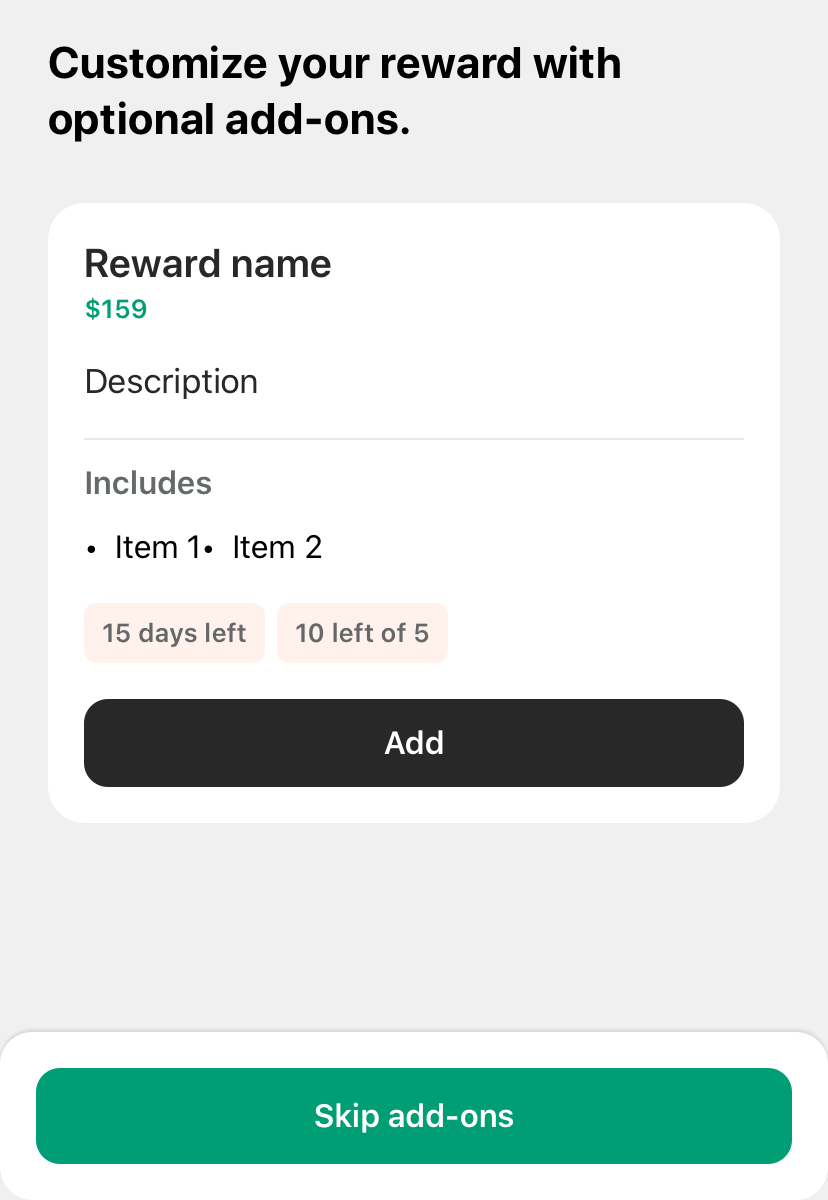 Customize your reward with
optional add-ons.
Reward name
$159
Description
Includes
• Item 1• Item 2
15 days left 10 left of 5
Add
Skip add-ons